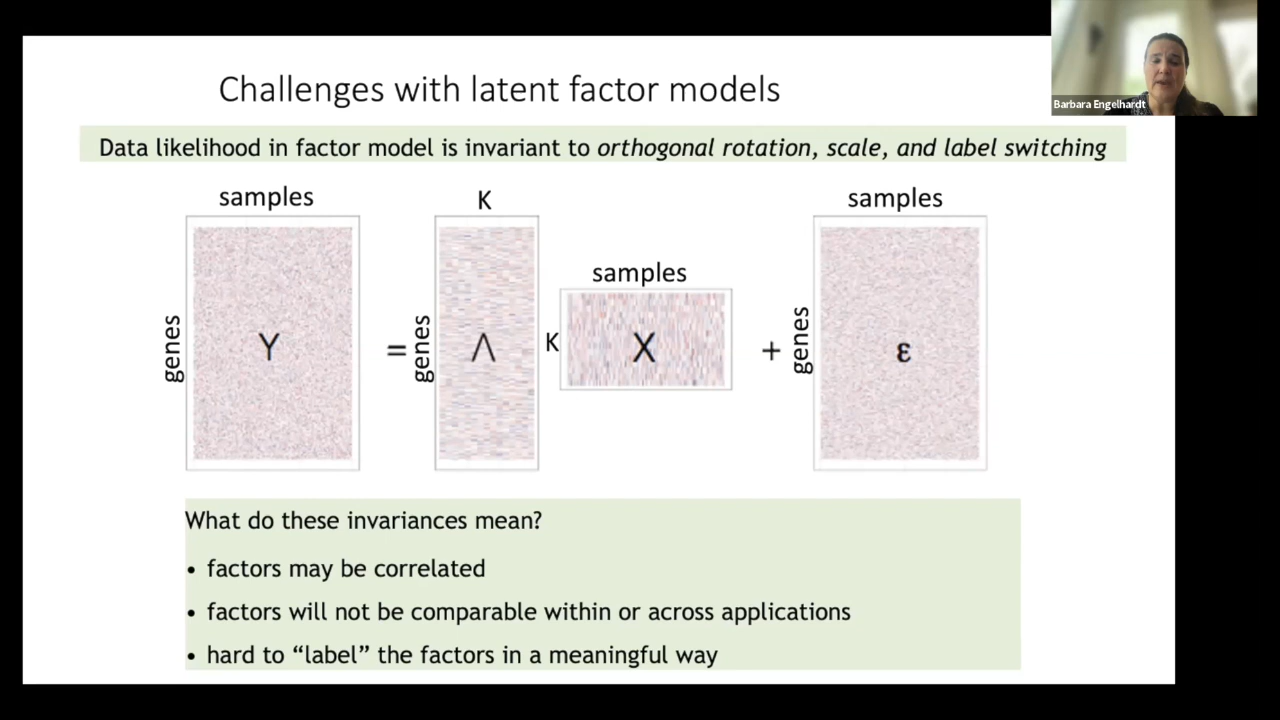 Challenges with latent factor models
Barbara Engelhardt
Data likelihood in factor model is invariant to orthogonal rotation, scale, and label switching
samples
K
samples
samples
genes
Y
=
genes
Λ
K
X
+
genes
ε
What do these invariances mean?
• factors may be correlated
• factors will not be comparable within or across applications
• hard to “label” the factors in a meaningful way